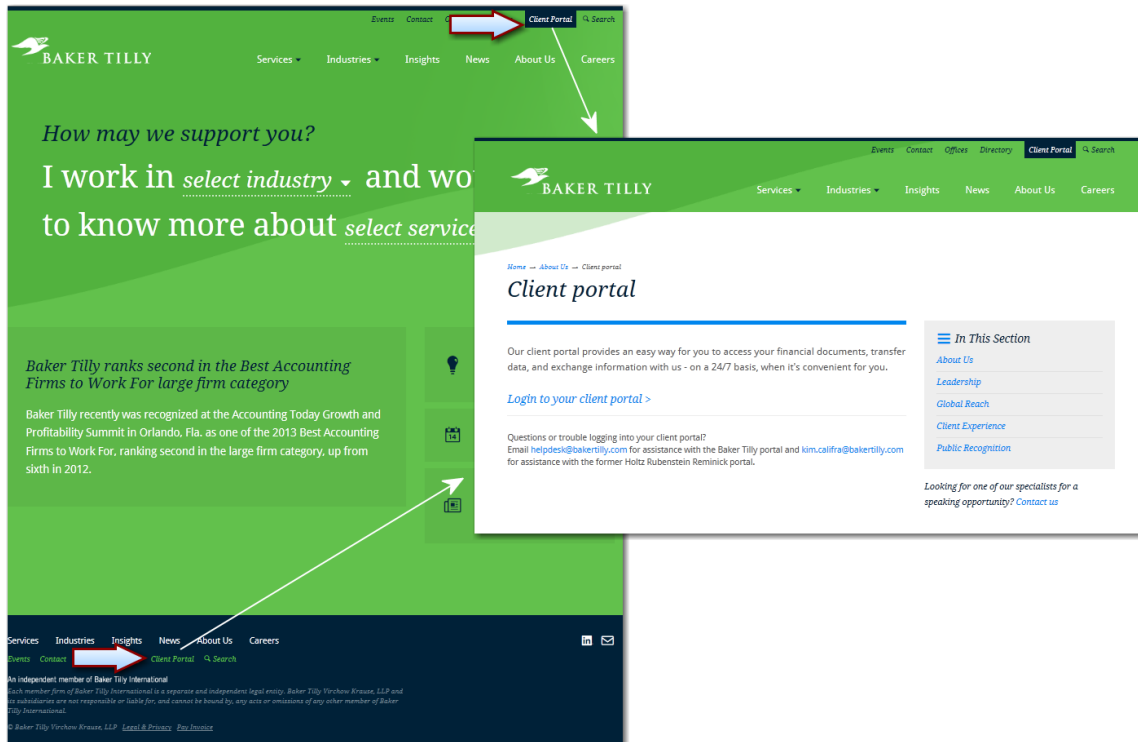 Events Contact Client Portal Search
BAKER TILLY
Services Industries Insights News About Us Careers
How may we support you?
I work in select industry and wo
to know more about select service
Baker Tilly ranks second in the Best Accounting
Firms to Work For large firm category
Baker Tilly recently was recognized at the Accounting Today Growth and
Profitability Summit in Orlando, Fla. as one of the 2013 Best Accounting
Firms to Work For, ranking second in the large firm category, up from
sixth in 2012.
14
Services Industries Insights News About Us Careers
Events Contact Client Portal Search
An independent member of Baker Tilly International
Each member firm of Baker Tilly International is a separate and independent legal entity. Baker Tilly Virchow Krause, LLP and
its subsidiaries are not responsible or liable for, and cannot be bound by, any acts or omissions of any other member of Baker
Tilly International.
© Baker Tilly Virchow Krause, LLP Legal & Privacy Pay Invoice
in
Events Contact Offices Directory Client Portal Search
BAKER TILLY
Services Industries Insights News About Us Careers
Home → About Us → Client portal
Client portal
Our client portal provides an easy way for you to access your financial documents, transfer
data, and exchange information with us - on a 24/7 basis, when it's convenient for you.
Login to your client portal >
Questions or trouble logging into your client portal?
Email helpdesk@bakertilly.com for assistance with the Baker Tilly portal and kim.califra@bakertilly.com
for assistance with the former Holtz Rubenstein Reminick portal.
In This Section
About Us
Leadership
Global Reach
Client Experience
Public Recognition
Looking for one of our specialists for a
speaking opportunity? Contact us